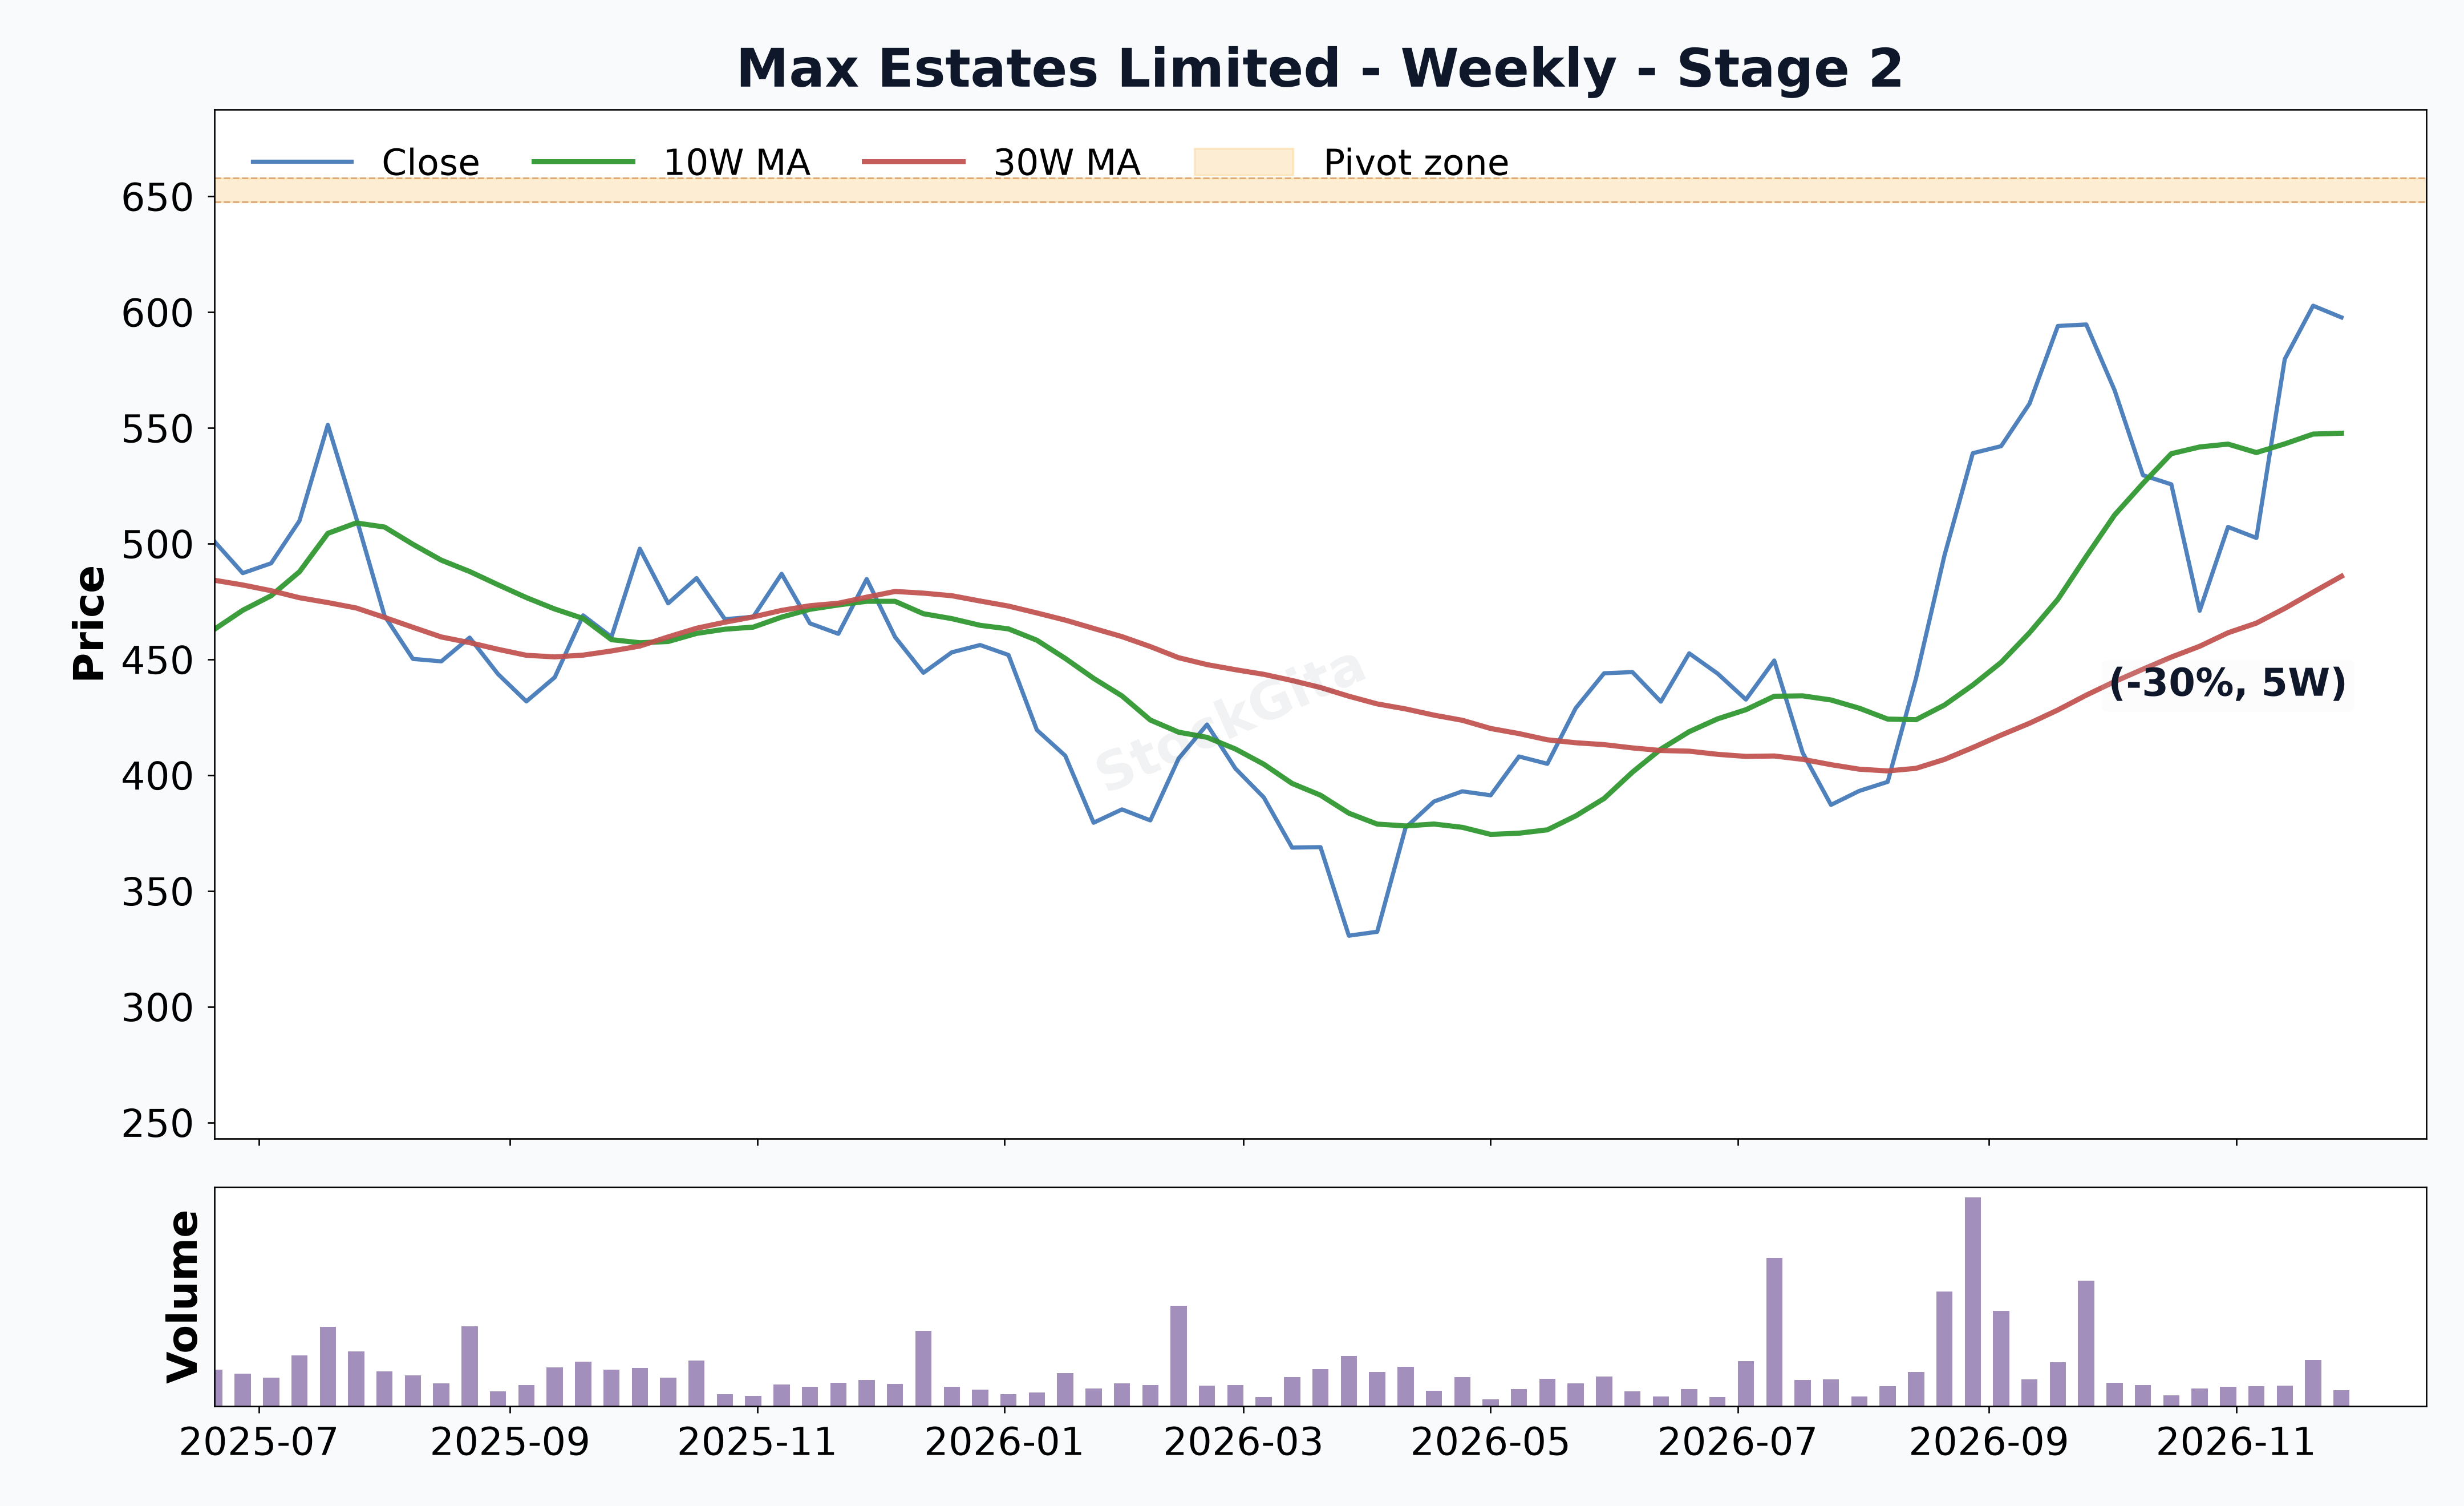 Max Estates Limited - Weekly - Stage 2
Close 10W MA 30W MA Pivot zone
650
600
550
500
450
400
350
300
250
Price
(-30%, 5W)
StockGita
Volume
2025-07 2025-09 2025-11 2026-01 2026-03 2026-05 2026-07 2026-09 2026-11